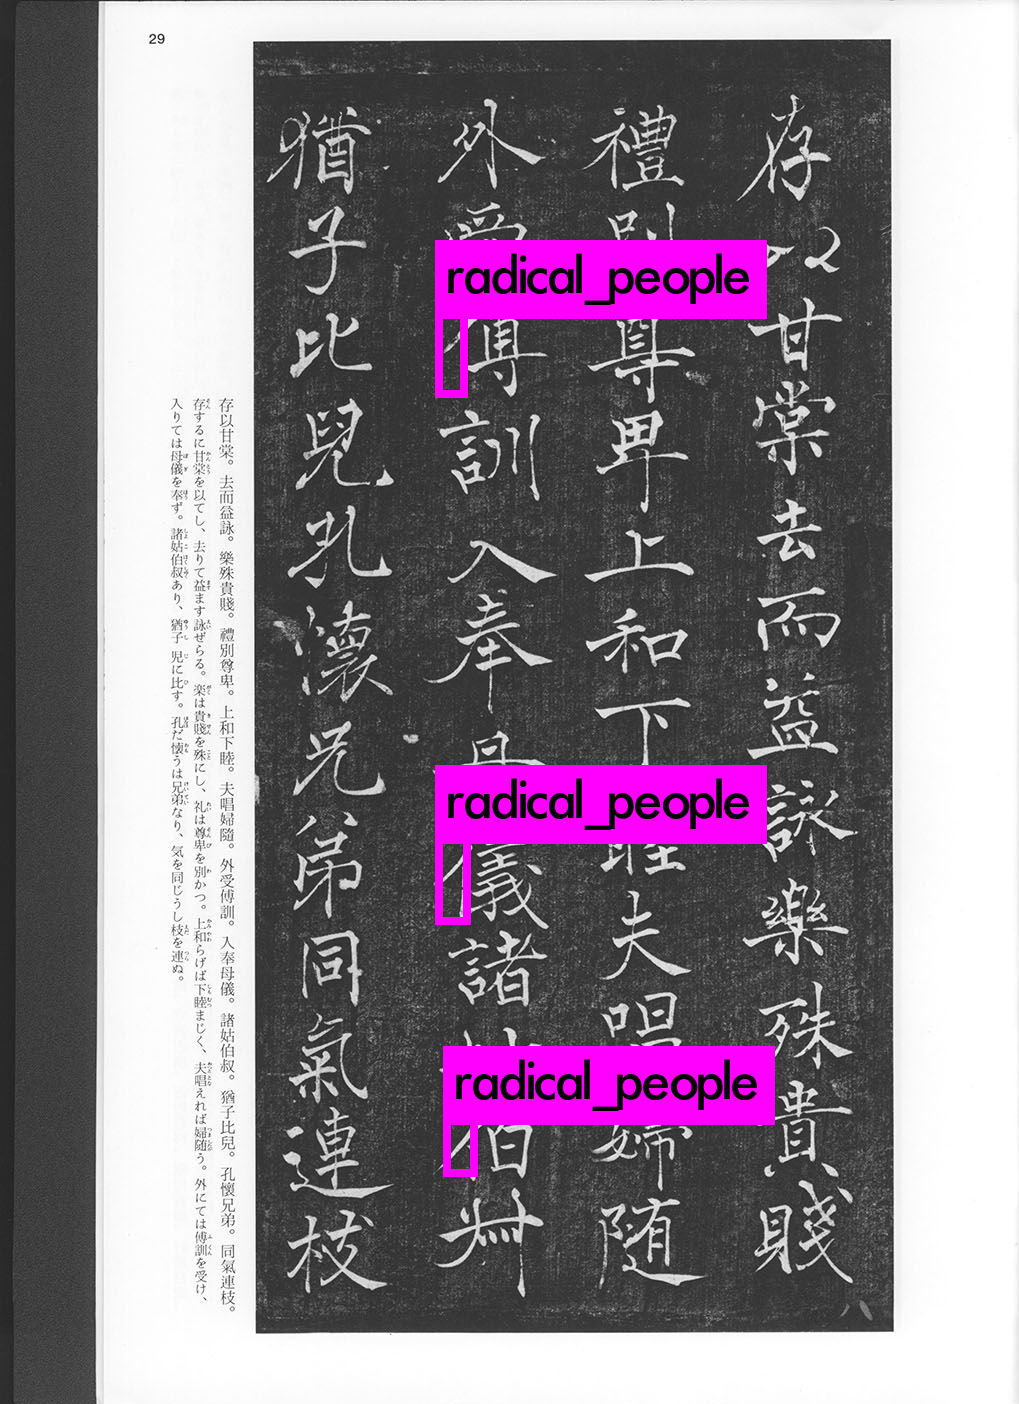 29
存以甘棠去而益詠樂殊貴賤
禮別尊卑上和下睦夫唱婦随
外受傅訓入奉母儀諸姑伯叔
猶子比兒孔懐兄弟同氣連枝
八
radical_people
radical_people
radical_people
存以甘棠。去而益詠。樂殊貴賤。禮別尊卑。上和下睦。夫唱婦隨。外受傅訓。入奉母儀。諸姑伯叔。猶子比兒。孔懷兄弟。同氣連枝。
存するに甘棠を以てし、去りて益ます詠ぜらる。楽は貴賤を殊にし、礼は尊卑を別かつ。上和らげば下睦まじく、夫唱えれば婦随う。外にては傅訓を受け、
入りては母儀を奉ず。諸姑伯叔あり、猶子児に比す。孔だ懐うは兄弟なり、気を同じうし枝を連ぬ。